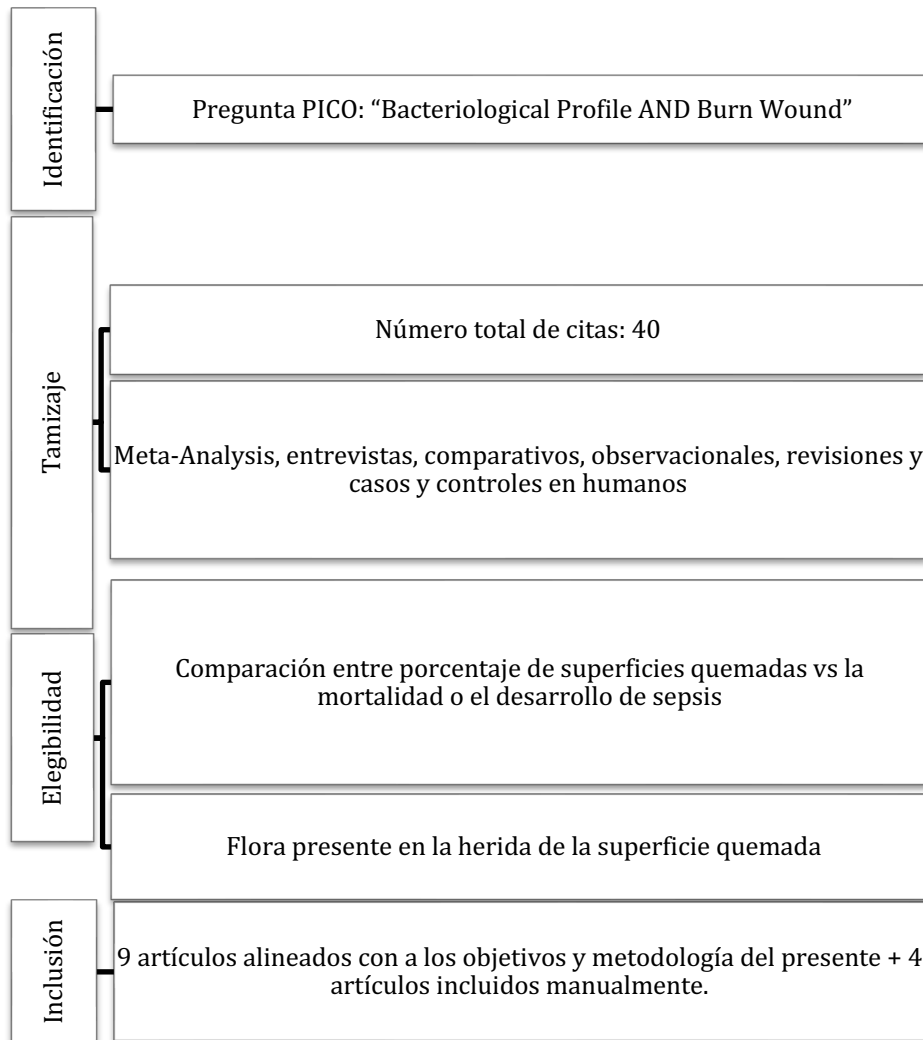 Identificación
Pregunta PICO: “Bacteriological Profile AND Burn Wound”
Tamizaje
Número total de citas: 40
Meta-Analysis, entrevistas, comparativos, observacionales, revisiones y
casos y controles en humanos
Elegibilidad
Comparación entre porcentaje de superficies quemadas vs la
mortalidad o el desarrollo de sepsis
Flora presente en la herida de la superficie quemada
Inclusión
9 artículos alineados con a los objetivos y metodología del presente + 4
artículos incluidos manualmente.